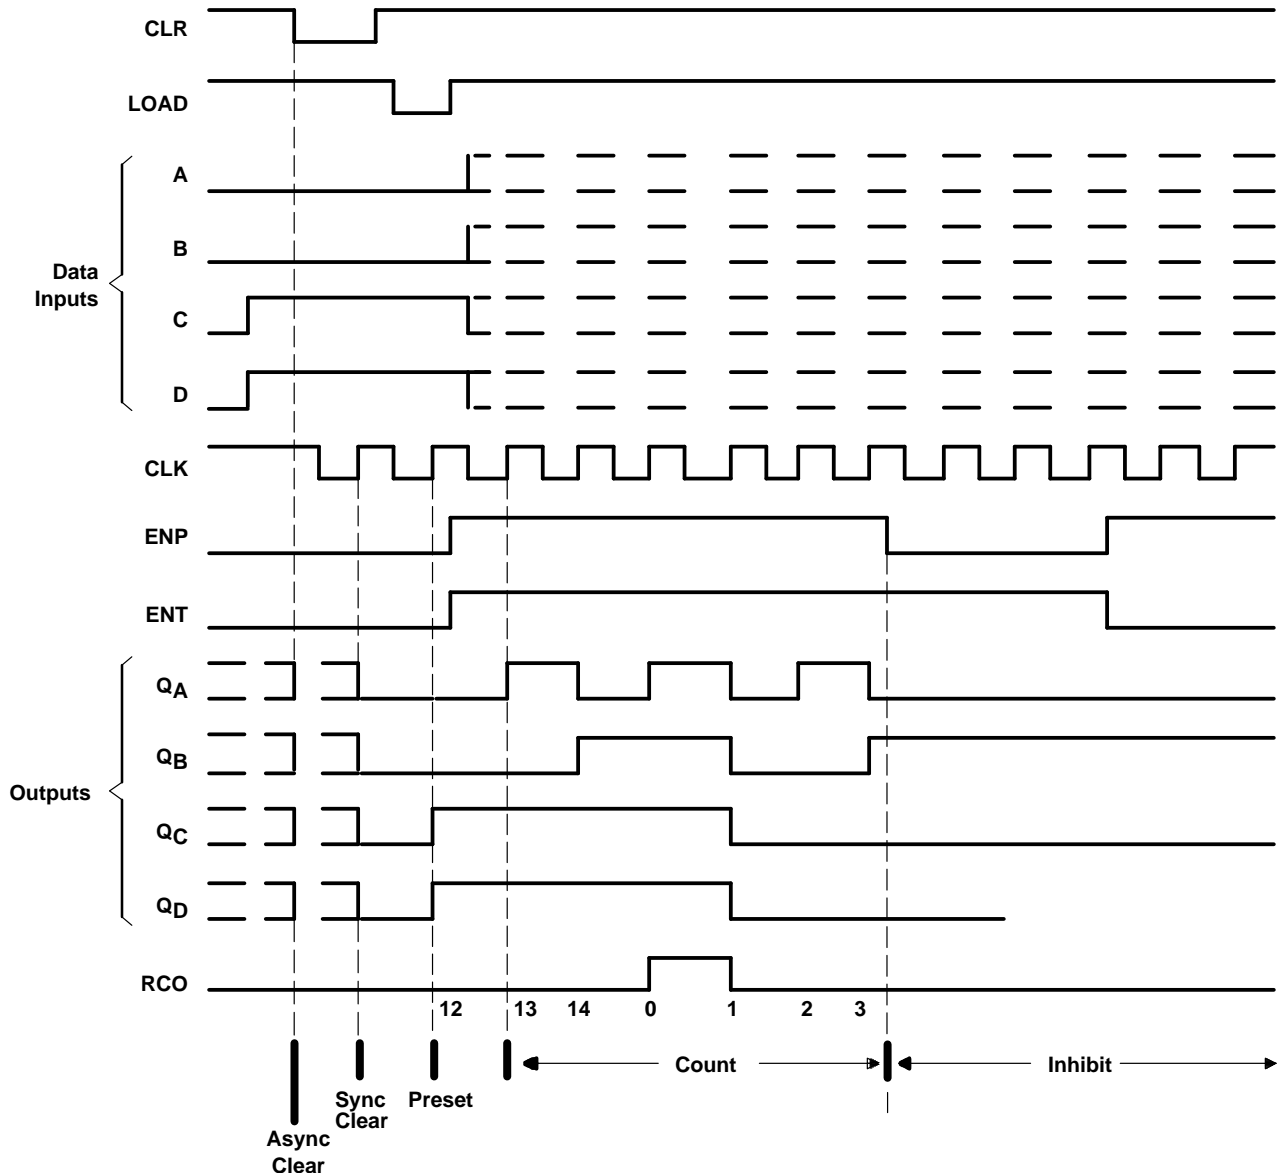 CLR
LOAD
A
B
Data
Inputs
C
D
CLK
ENP
ENT
QA
QB
Outputs
QC
QD
RCO
12 13 14 0 1 2 3
Count
Inhibit
Sync
Clear
Preset
Async
Clear